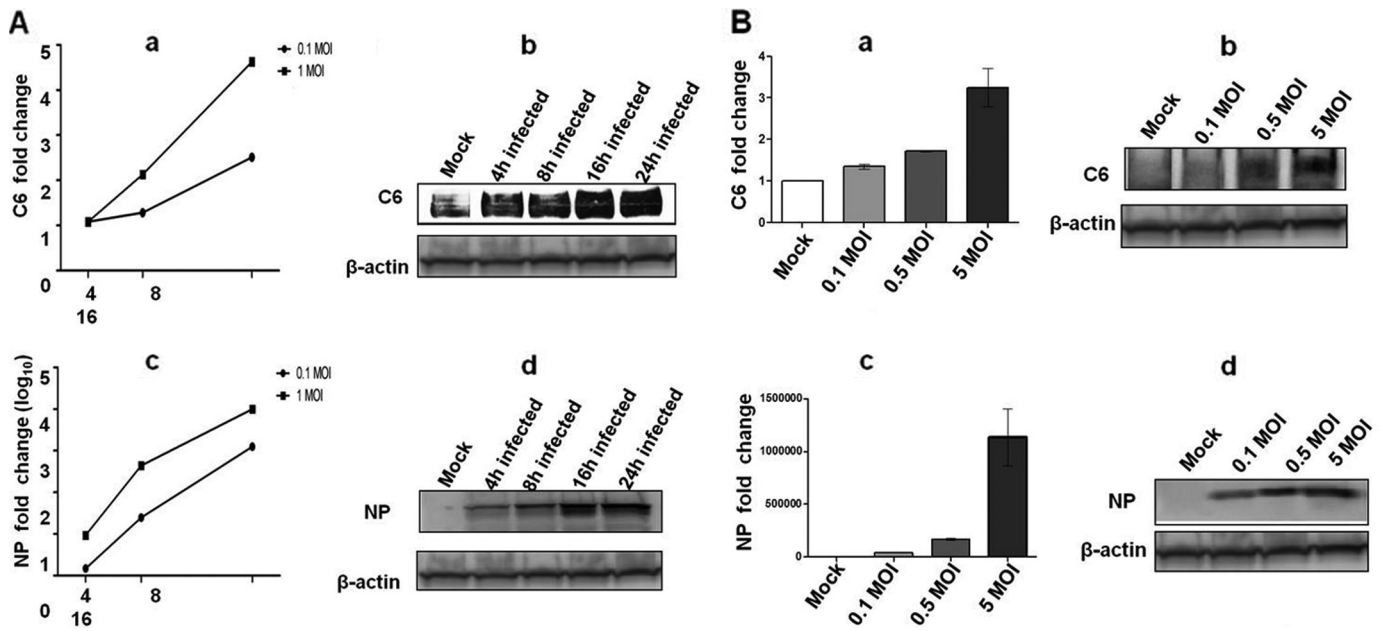 A
a
5
4
3
2
1
0
C6 fold change
0.1 MOI
1 MOI
4
8
16
b
Mock
4h infected
8h infected
16h infected
24h infected
C6
β-actin
c
5
4
3
2
1
0
NP fold change (log10)
0.1 MOI
1 MOI
4
8
16
d
Mock
4h infected
8h infected
16h infected
24h infected
NP
β-actin
B
a
4
3
2
1
0
C6 fold change
Mock
0.1 MOI
0.5 MOI
5 MOI
b
Mock
0.1 MOI
0.5 MOI
5 MOI
C6
β-actin
c
1500000
1000000
500000
0
NP fold change
Mock
0.1 MOI
0.5 MOI
5 MOI
d
Mock
0.1 MOI
0.5 MOI
5 MOI
NP
β-actin